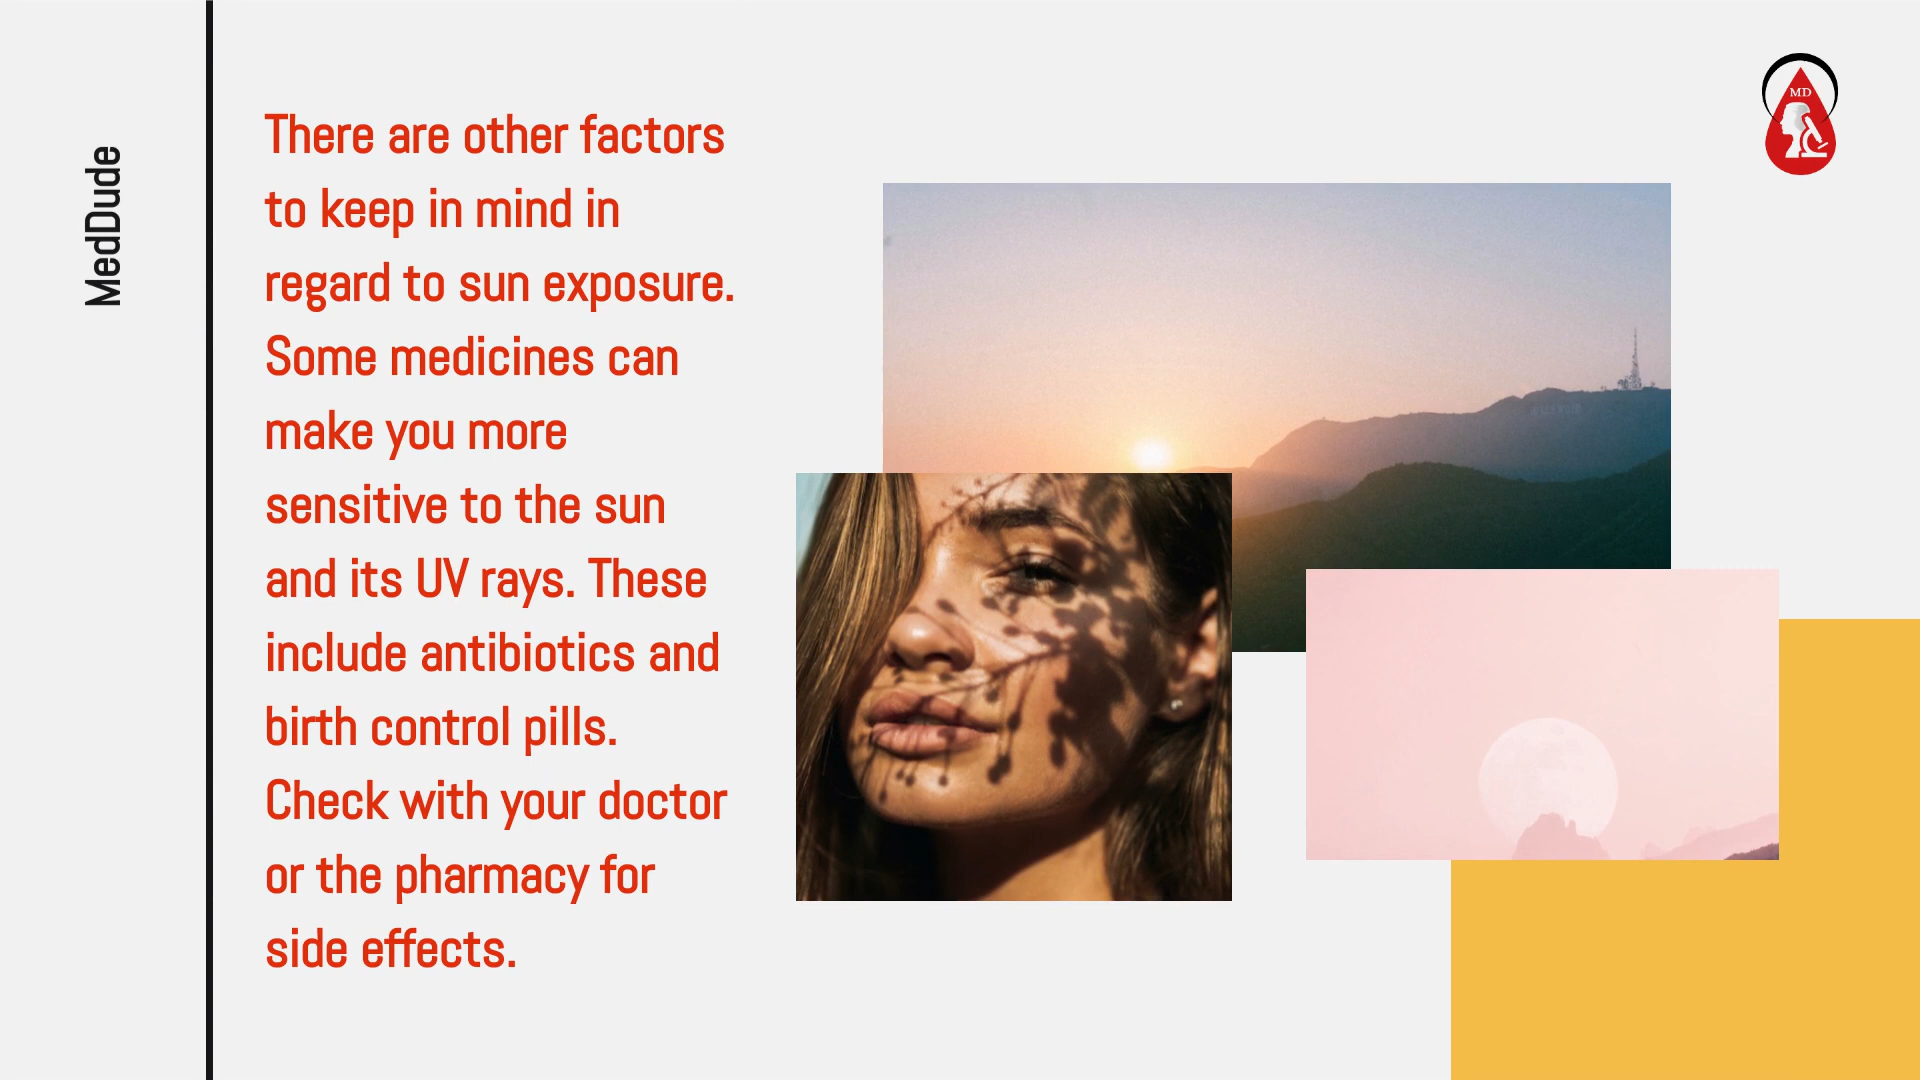 MedDude
There are other factors
to keep in mind in
regard to sun exposure.
Some medicines can
make you more
sensitive to the sun
and its UV rays. These
include antibiotics and
birth control pills.
Check with your doctor
or the pharmacy for
side effects.
MD